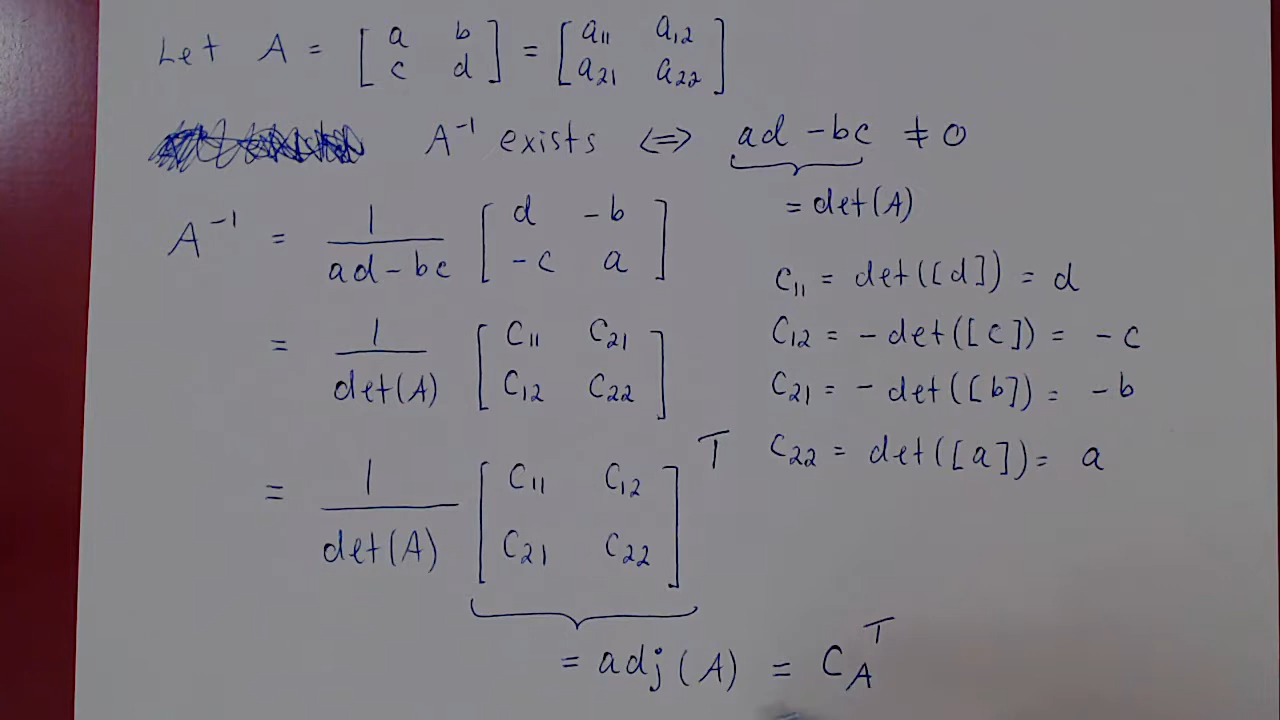 Let A = [ a b ; c d ] = [ a₁₁ a₁₂ ; a₂₁ a₂₂ ]
A⁻¹ exists ⇔ ad - bc ≠ 0
= det(A)
A⁻¹ = 1/(ad - bc) [ d -b ; -c a ]
= 1/det(A) [ C₁₁ C₂₁ ; C₁₂ C₂₂ ]
= 1/det(A) [ C₁₁ C₁₂ ; C₂₁ C₂₂ ]ᵀ
= adj(A) = C_Aᵀ
C₁₁ = det([d]) = d
C₁₂ = -det([c]) = -c
C₂₁ = -det([b]) = -b
C₂₂ = det([a]) = a